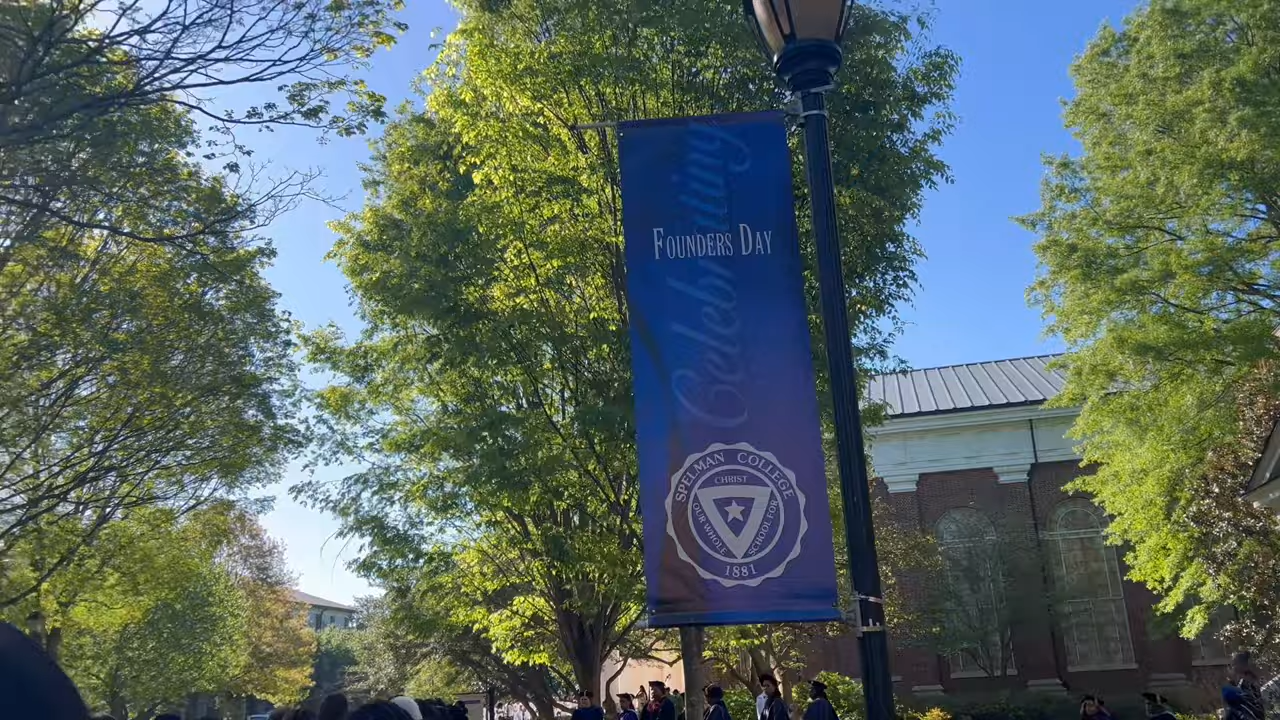 Celebrating
FOUNDERS DAY
SPELMAN COLLEGE
CHRIST
OUR WHOLE SCHOOL FOR
1881